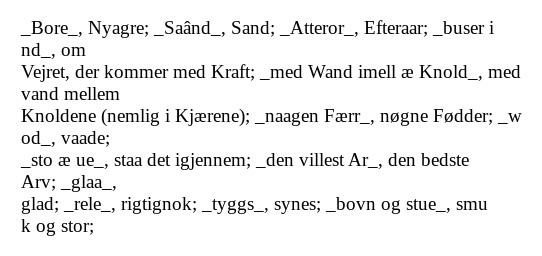 _Bore_, Nyagre; _Saând_, Sand; _Atteror_, Efteraar; _buser i
nd_, om
Vejret, der kommer med Kraft; _med Wand imell æ Knold_, med
vand mellem
Knoldene (nemlig i Kjærene); _naagen Færr_, nøgne Fødder; _w
od_, vaade;
_sto æ ue_, staa det igjennem; _den villest Ar_, den bedste
Arv; _glaa_,
glad; _rele_, rigtignok; _tyggs_, synes; _bovn og stue_, smu
k og stor;